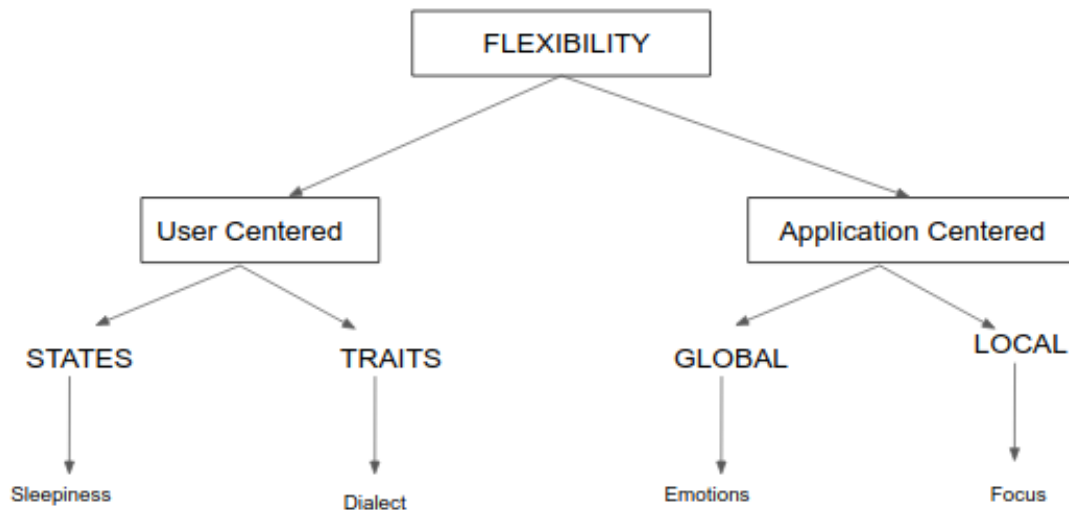 FLEXIBILITY
User Centered
Application Centered
STATES
TRAITS
GLOBAL
LOCAL
Sleepiness
Dialect
Emotions
Focus